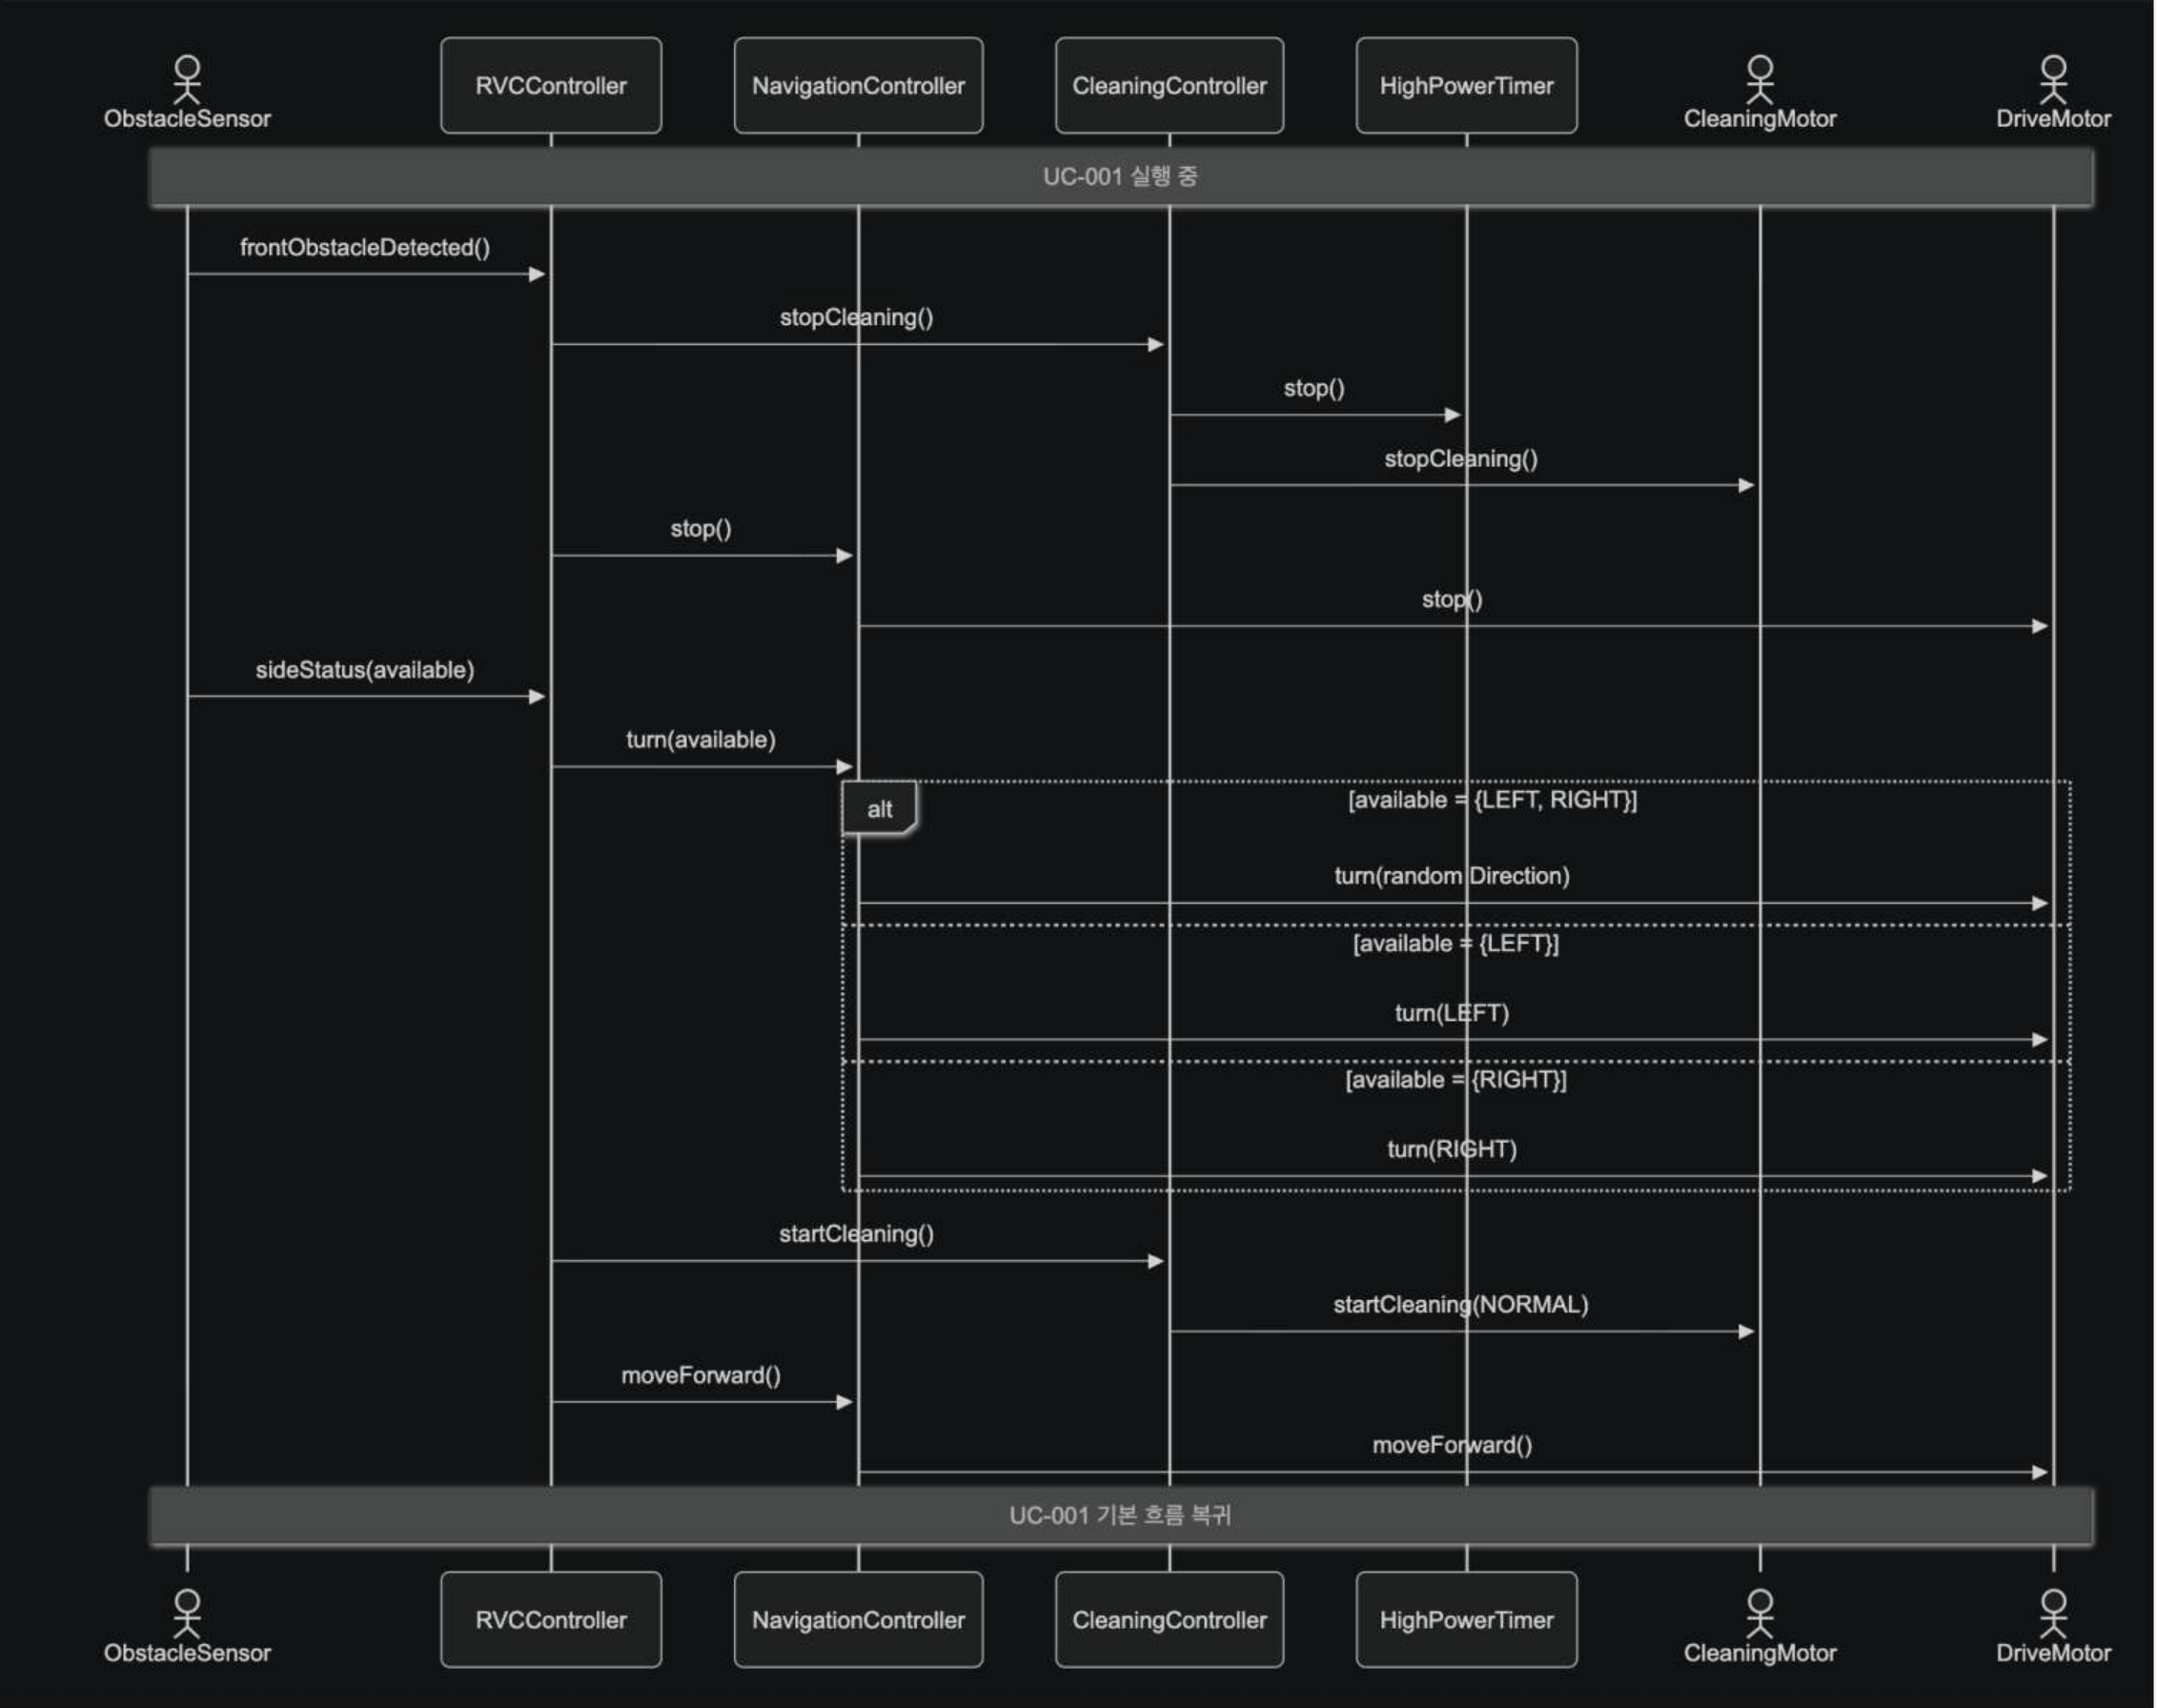 ObstacleSensor
RVCController
NavigationController
CleaningController
HighPowerTimer
CleaningMotor
DriveMotor
UC-001 실행 중
frontObstacleDetected()
stopCleaning()
stop()
stopCleaning()
stop()
stop()
sideStatus(available)
turn(available)
alt
[available = {LEFT, RIGHT}]
turn(random Direction)
[available = {LEFT}]
turn(LEFT)
[available = {RIGHT}]
turn(RIGHT)
startCleaning()
startCleaning(NORMAL)
moveForward()
moveForward()
UC-001 기본 흐름 복귀
ObstacleSensor
RVCController
NavigationController
CleaningController
HighPowerTimer
CleaningMotor
DriveMotor